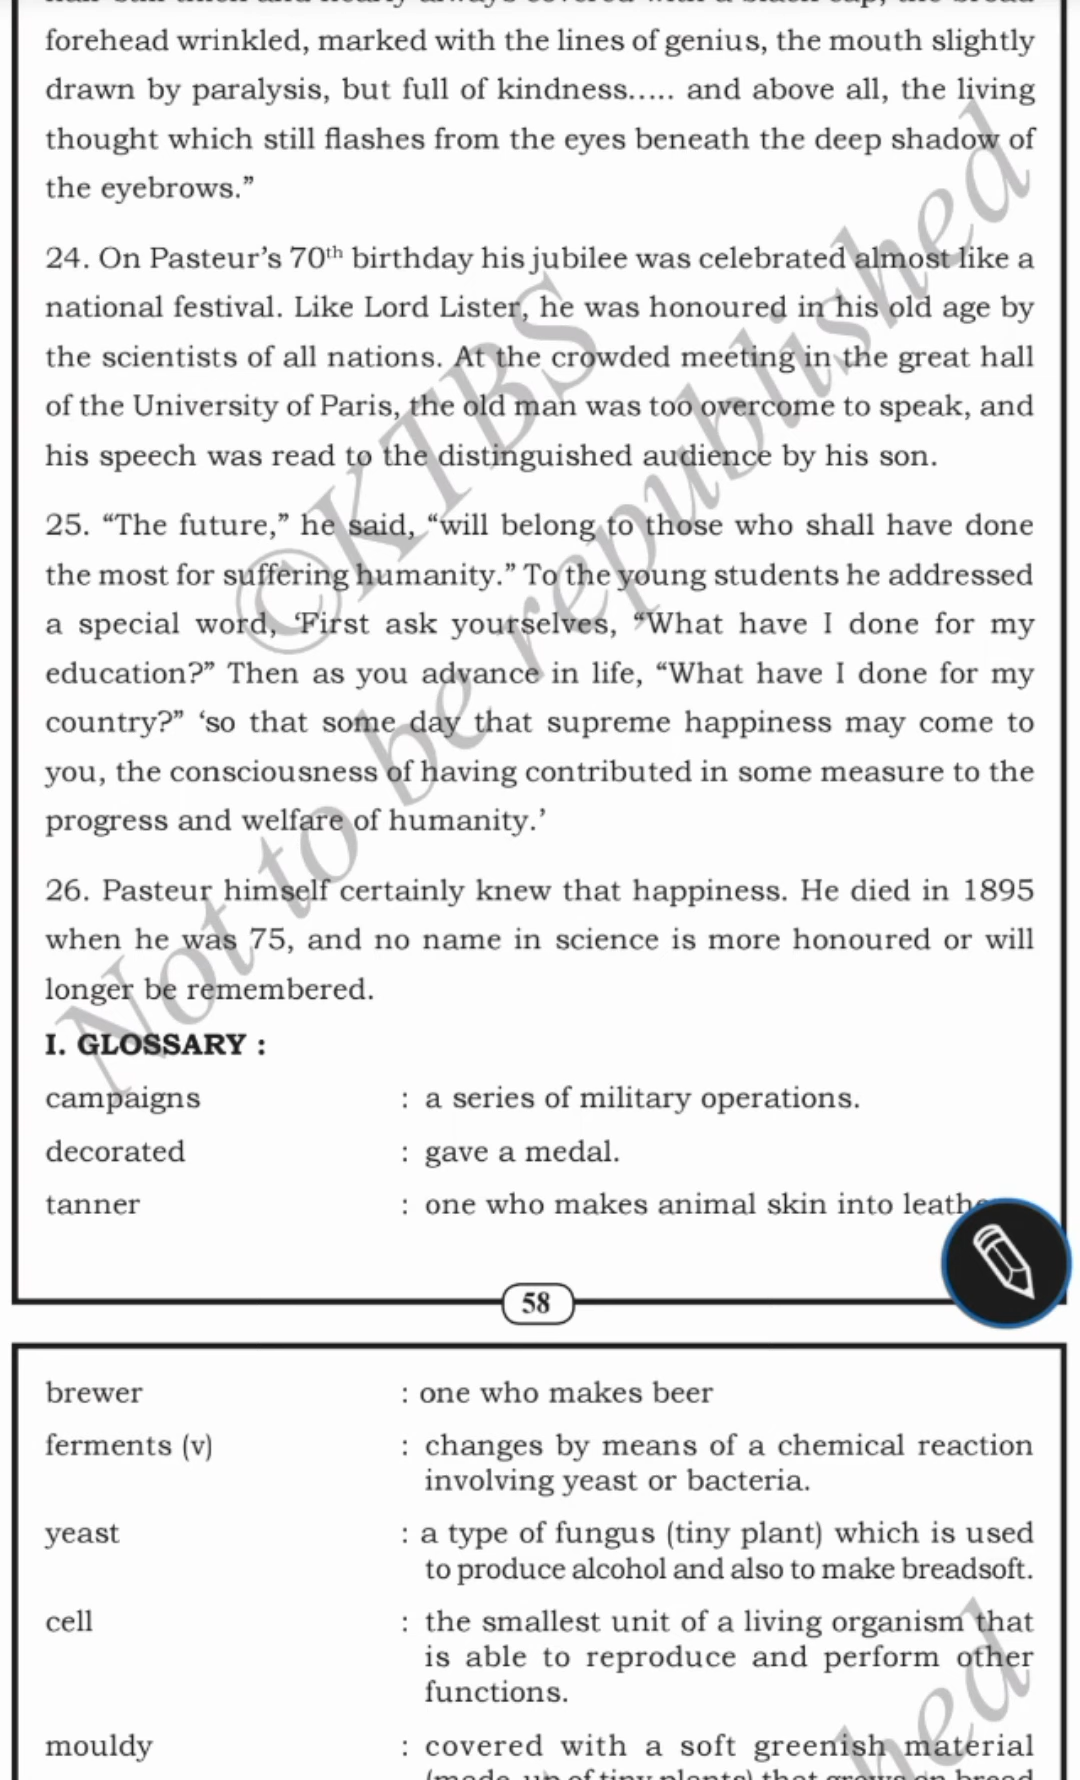 forehead wrinkled, marked with the lines of genius, the mouth slightly
drawn by paralysis, but full of kindness..... and above all, the living
thought which still flashes from the eyes beneath the deep shadow of
the eyebrows.”
24. On Pasteur’s 70th birthday his jubilee was celebrated almost like a
national festival. Like Lord Lister, he was honoured in his old age by
the scientists of all nations. At the crowded meeting in the great hall
of the University of Paris, the old man was too overcome to speak, and
his speech was read to the distinguished audience by his son.
25. “The future,” he said, “will belong to those who shall have done
the most for suffering humanity.” To the young students he addressed
a special word, ‘First ask yourselves, “What have I done for my
education?” Then as you advance in life, “What have I done for my
country?” ‘so that some day that supreme happiness may come to
you, the consciousness of having contributed in some measure to the
progress and welfare of humanity.’
26. Pasteur himself certainly knew that happiness. He died in 1895
when he was 75, and no name in science is more honoured or will
longer be remembered.
I. GLOSSARY :
campaigns : a series of military operations.
decorated : gave a medal.
tanner : one who makes animal skin into
58
brewer : one who makes beer
ferments (v) : changes by means of a chemical reaction
involving yeast or bacteria.
yeast : a type of fungus (tiny plant) which is used
to produce alcohol and also to make breadsoft.
cell : the smallest unit of a living organism that
is able to reproduce and perform other
functions.
mouldy : covered with a soft greenish material
©KTBS
Not to be republished